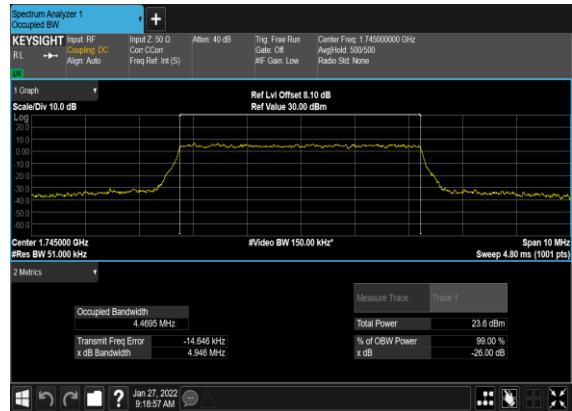 Spectrum Analyzer 1
Occupied BW
+
KEYSIGHT
RL
LV
Input: RF
Coupling: DC
Align: Auto
Input Z: 50 Ω
Corr CCorr
Freq Ref: Int (S)
Atten: 40 dB
Trig: Free Run
Gate: Off
#IF Gain: Low
Center Freq: 1.745000000 GHz
Avg|Hold: 500/500
Radio Std: None
1 Graph
Scale/Div 10.0 dB
Ref Lvl Offset 8.10 dB
Ref Value 30.00 dBm
Log
20.0
10.0
0.00
-10.0
-20.0
-30.0
-40.0
-50.0
-60.0
Center 1.745000 GHz
#Res BW 51.000 kHz
#Video BW 150.00 kHz*
Span 10 MHz
Sweep 4.80 ms (1001 pts)
2 Metrics
Measure Trace Trace 1
Occupied Bandwidth
4.4695 MHz
Total Power 23.6 dBm
Transmit Freq Error -14.646 kHz
% of OBW Power 99.00 %
x dB Bandwidth 4.946 MHz
x dB -26.00 dB
?
Jan 27, 2022
9:18:57 AM